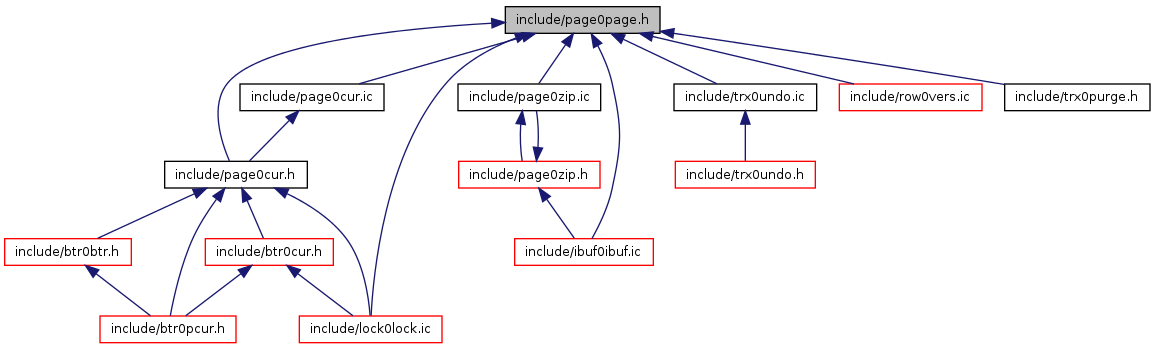 include/page0page.h
include/page0cur.ic
include/page0zip.ic
include/trx0undo.ic
include/row0vers.ic
include/trx0purge.h
include/page0cur.h
include/page0zip.h
include/trx0undo.h
include/btr0btr.h
include/btr0cur.h
include/ibuf0ibuf.ic
include/btr0pcur.h
include/lock0lock.ic